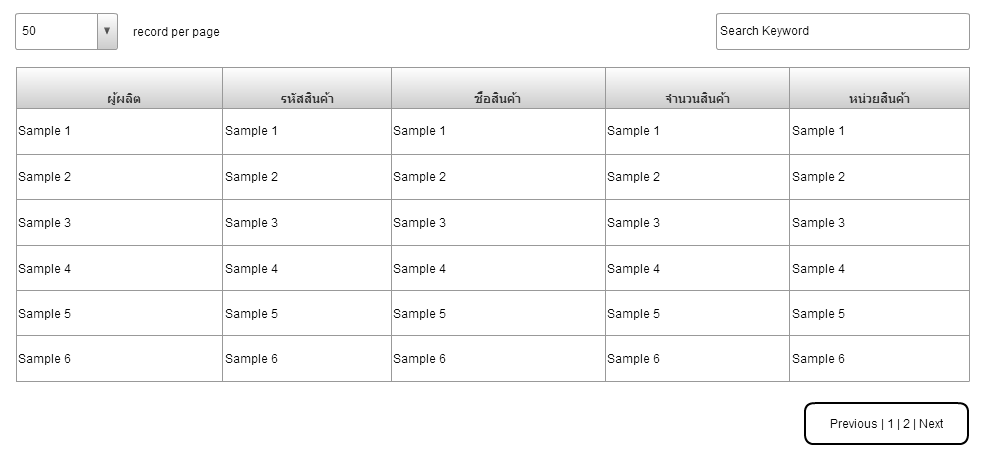 50 record per page Search Keyword
ผู้ผลิต รหัสสินค้า ชื่อสินค้า จำนวนสินค้า หน่วยสินค้า
Sample 1 Sample 1 Sample 1 Sample 1 Sample 1
Sample 2 Sample 2 Sample 2 Sample 2 Sample 2
Sample 3 Sample 3 Sample 3 Sample 3 Sample 3
Sample 4 Sample 4 Sample 4 Sample 4 Sample 4
Sample 5 Sample 5 Sample 5 Sample 5 Sample 5
Sample 6 Sample 6 Sample 6 Sample 6 Sample 6
Previous | 1 | 2 | Next